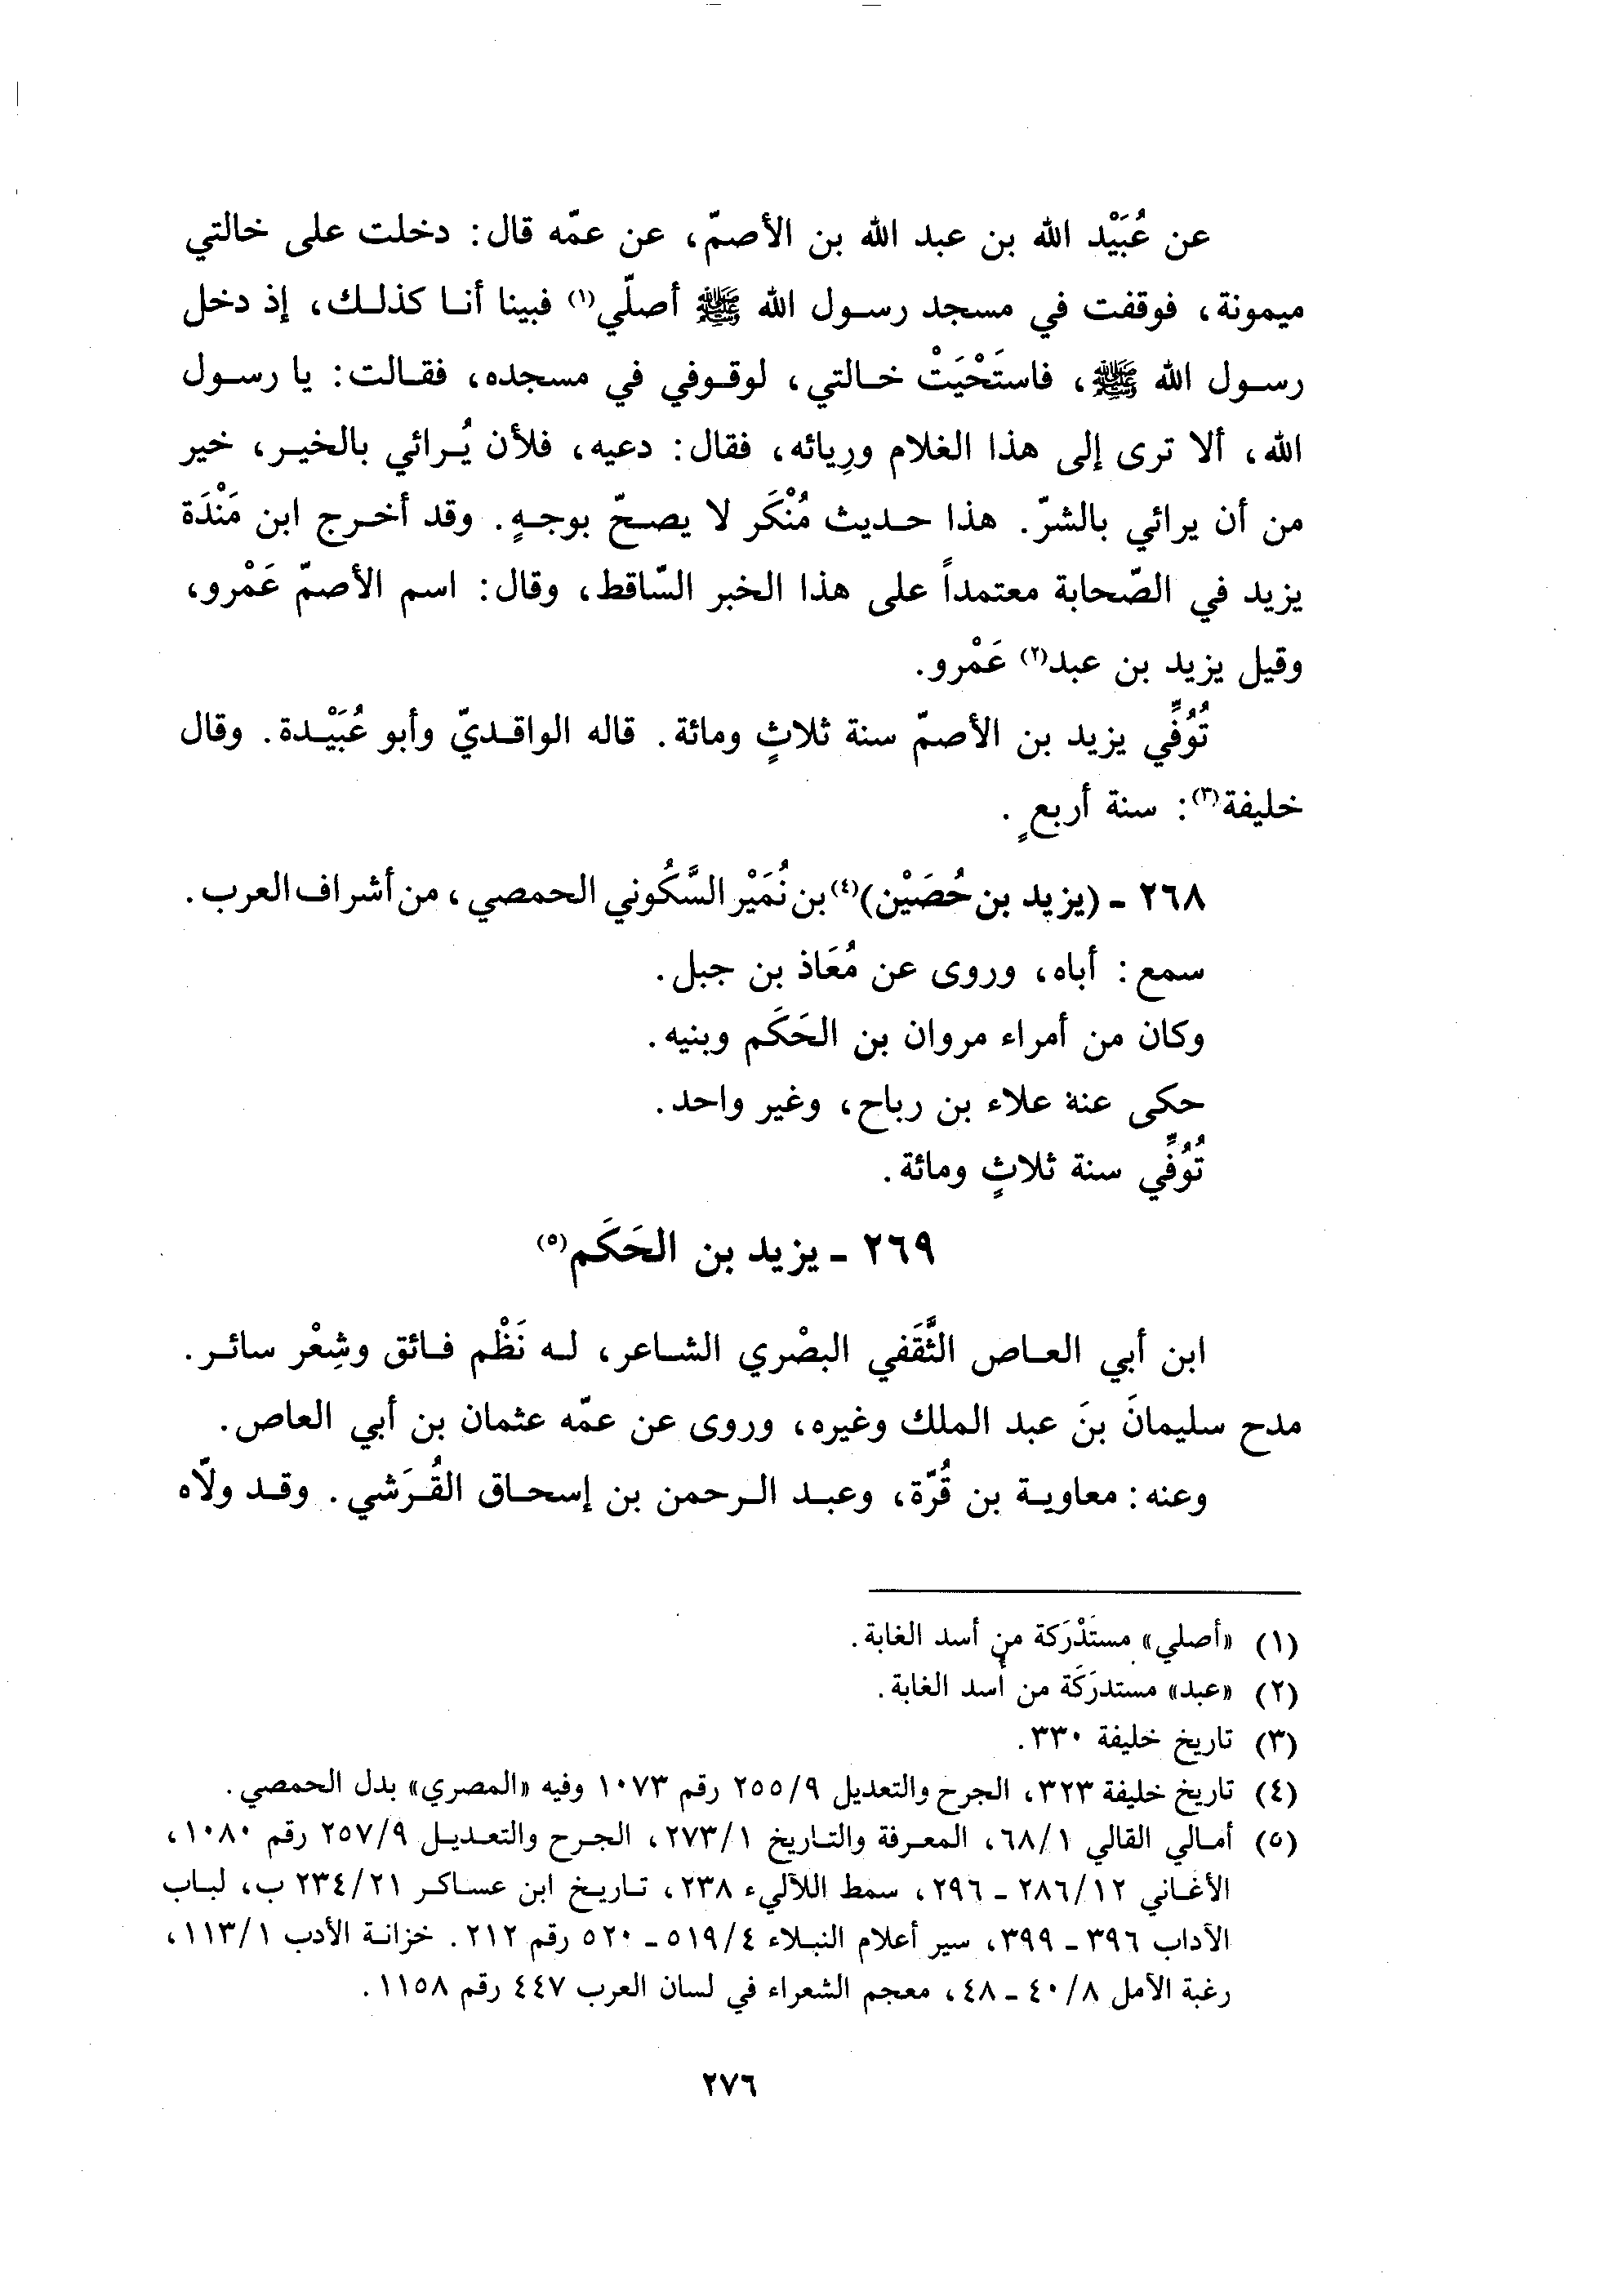 عن عُبَيْد الله بن عبد الله بن الأصمّ، عن عمّه قال: دخلت على خالتي
ميمونة، فوقفت في مسجد رسول الله ﷺ أصلّي(١) فبينا أنا كذلك، إذ دخل
رسول الله ﷺ، فاستَحْيَتْ خالتي، لوقوفي في مسجده، فقالت: يا رسول
الله، ألا ترى إلى هذا الغلام ورِيائه، فقال: دعيه، فلأن يُرائي بالخير، خير
من أن يرائي بالشرّ. هذا حديث مُنْكَر لا يصحّ بوجهٍ. وقد أخرج ابن مَنْدَة
يزيد في الصّحابة معتمداً على هذا الخبر السّاقط، وقال: اسم الأصمّ عَمْرو،
وقيل يزيد بن عبد(٢) عَمْرو.
تُوُفِّي يزيد بن الأصمّ سنة ثلاثٍ ومائة. قاله الواقديّ وأبو عُبَيْدة. وقال
خليفة(٣): سنة أربعٍ.
٢٦٨ - (يزيد بن حُصَيْن)(٤) بن نُمَيْر السَّكُوني الحمصي، من أشراف العرب.
سمع: أباه، وروى عن مُعَاذ بن جبل.
وكان من أمراء مروان بن الحَكَم وبنيه.
حكى عنه علاء بن رباح، وغير واحد.
تُوُفِّي سنة ثلاثٍ ومائة.
٢٦٩ - يزيد بن الحَكَم(٥)
ابن أبي العاص الثَّقَفي البصْري الشاعر، له نَظْم فائق وشِعْر سائر.
مدح سليمانَ بنَ عبد الملك وغيره، وروى عن عمّه عثمان بن أبي العاص.
وعنه: معاوية بن قُرّة، وعبد الرحمن بن إسحاق القُرَشي. وقد ولاّه
(١) «أصلي» مستَدْرَكة من أسد الغابة.
(٢) «عبد» مستدرَكَة من أُسد الغابة.
(٣) تاريخ خليفة ٣٣٠.
(٤) تاريخ خليفة ٣٢٣، الجرح والتعديل ٢٥٥/٩ رقم ١٠٧٣ وفيه «المصري» بدل الحمصي.
(٥) أمالي القالي ٦٨/١، المعرفة والتاريخ ٢٧٣/١، الجرح والتعديل ٢٥٧/٩ رقم ١٠٨٠،
الأغاني ٢٨٦/١٢ - ٢٩٦، سمط اللآليء ٢٣٨، تاريخ ابن عساكر ٢٣٤/٢١ ب، لباب
الآداب ٣٩٦ - ٣٩٩، سير أعلام النبلاء ٥١٩/٤ - ٥٢٠ رقم ٢١٢. خزانة الأدب ١١٣/١،
رغبة الآمل ٤٠/٨ - ٤٨، معجم الشعراء في لسان العرب ٤٤٧ رقم ١١٥٨.
٢٧٦